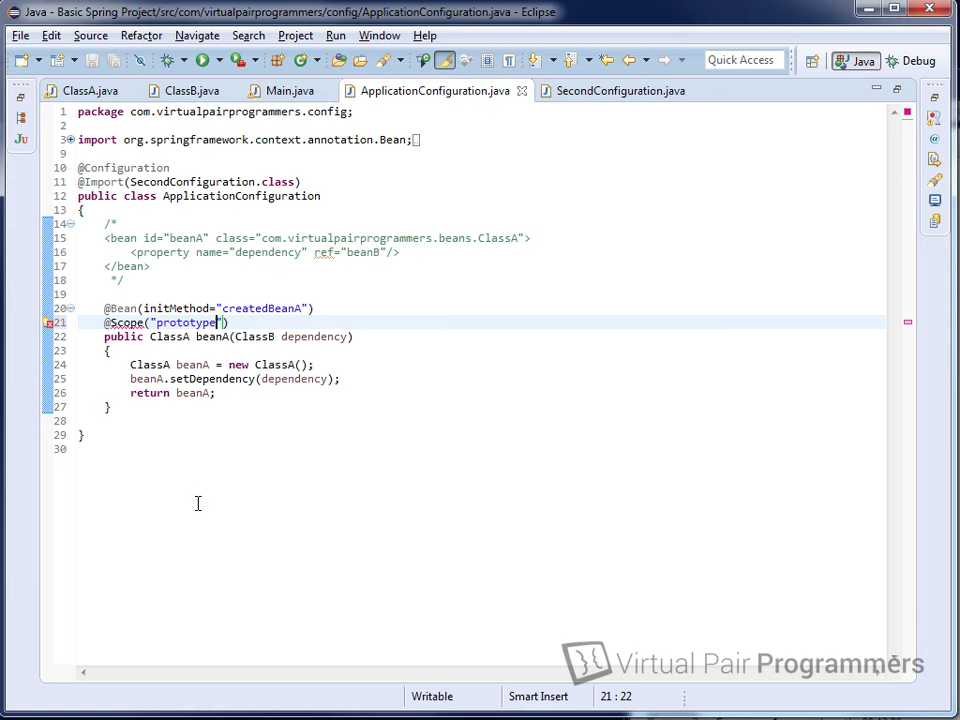 Java - Basic Spring Project/src/com/virtualpairprogrammers/config/ApplicationConfiguration.java - Eclipse
File Edit Source Refactor Navigate Search Project Run Window Help
Quick Access Java Debug
ClassA.java ClassB.java Main.java ApplicationConfiguration.java SecondConfiguration.java
1 package com.virtualpairprogrammers.config;
2
3 import org.springframework.context.annotation.Bean;
9
10 @Configuration
11 @Import(SecondConfiguration.class)
12 public class ApplicationConfiguration
13 {
14 /*
15 <bean id="beanA" class="com.virtualpairprogrammers.beans.ClassA">
16 <property name="dependency" ref="beanB"/>
17 </bean>
18 */
19
20 @Bean(initMethod="createdBeanA")
21 @Scope("prototype")
22 public ClassA beanA(ClassB dependency)
23 {
24 ClassA beanA = new ClassA();
25 beanA.setDependency(dependency);
26 return beanA;
27 }
28
29 }
30
Virtual Pair Programmers
Writable Smart Insert 21 : 22